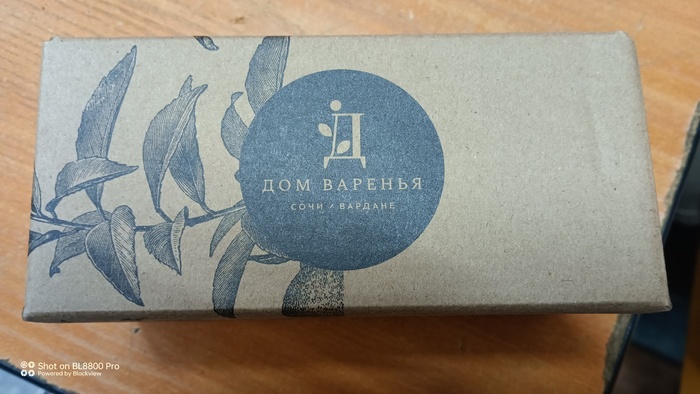 ДОМ ВАРЕНЬЯ
СОЧИ / ВАРДАНЕ
Shot on BL8800 Pro
Powered by Blackview